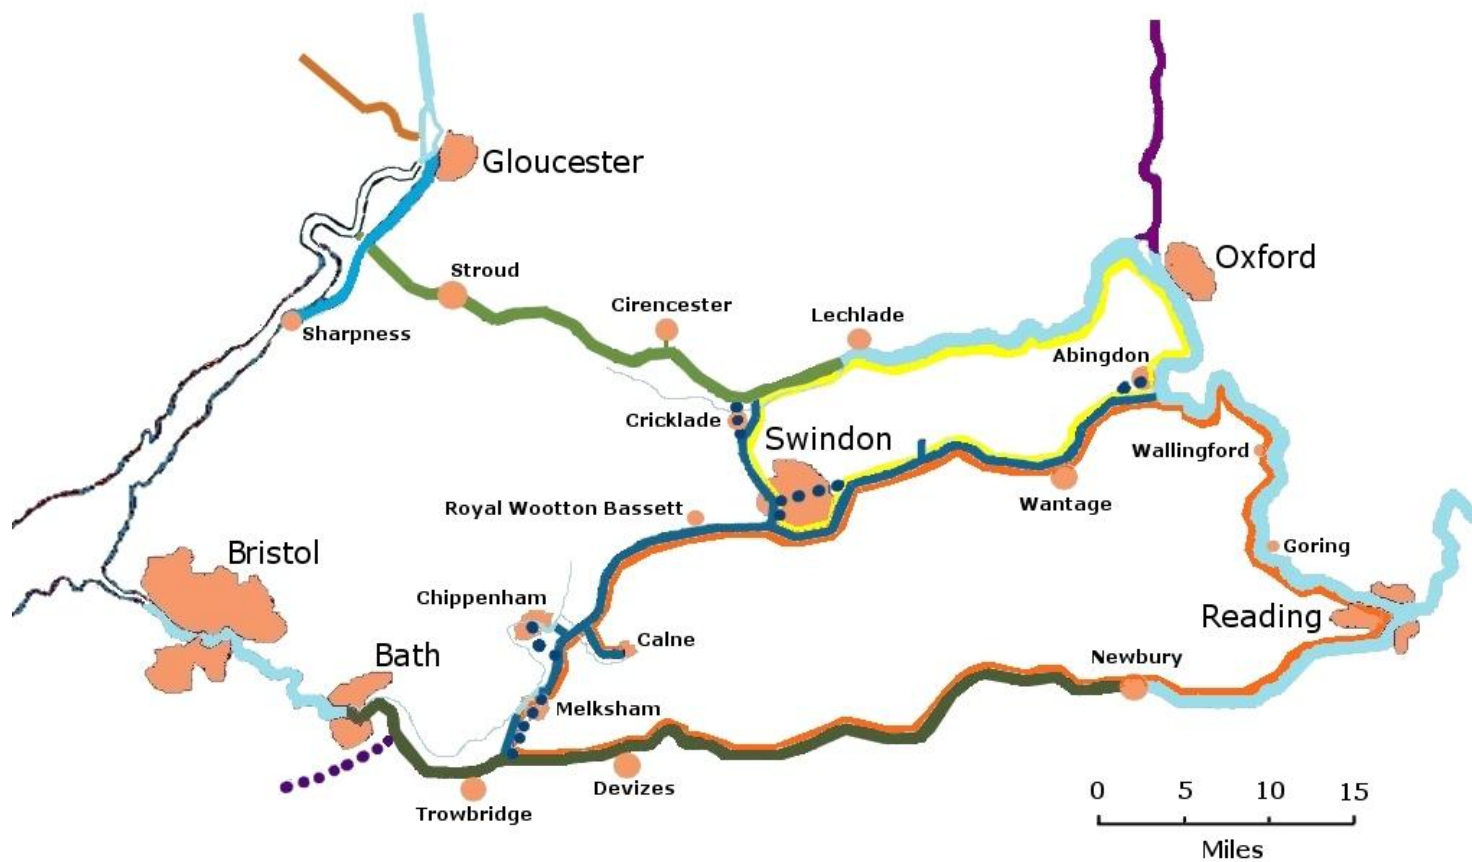 Gloucester
Oxford
Stroud
Cirencester
Lechlade
Sharpness
Abingdon
Cricklade
Swindon
Wallingford
Wantage
Royal Wootton Bassett
Goring
Bristol
Chippenham
Reading
Calne
Bath
Newbury
Melksham
Devizes
Trowbridge
0 5 10 15
Miles